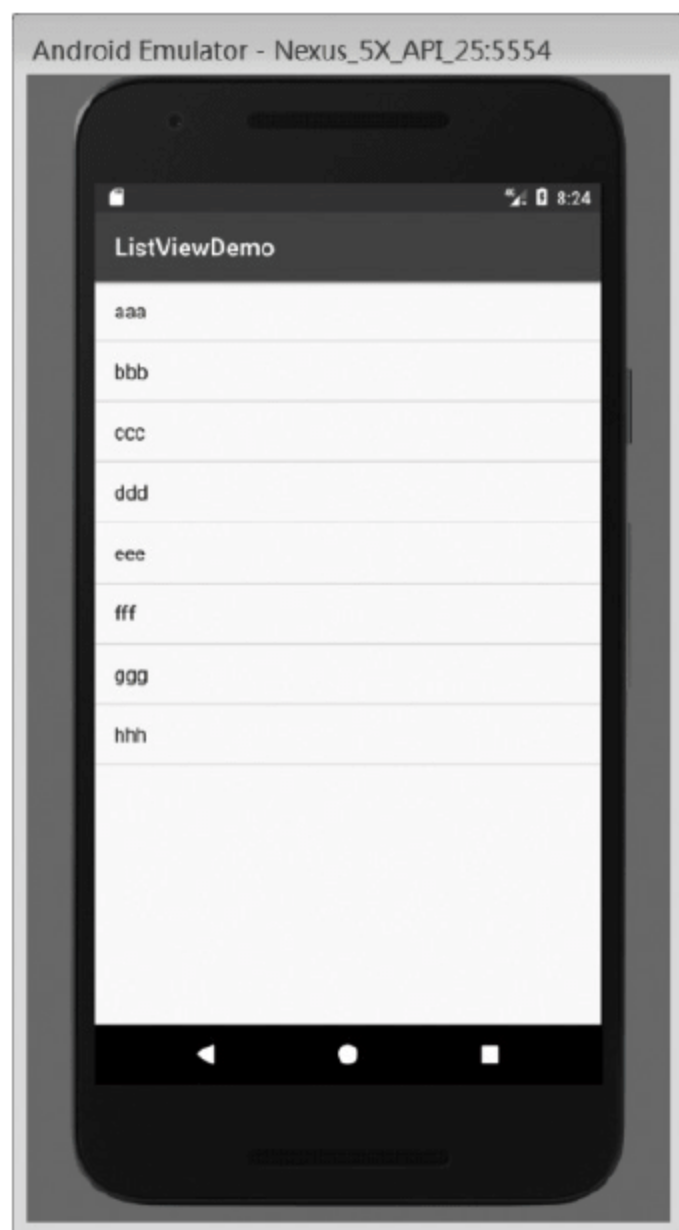 Android Emulator - Nexus_5X_API_25:5554
8:24
ListViewDemo
aaa
bbb
ccc
ddd
eee
fff
ggg
hhh